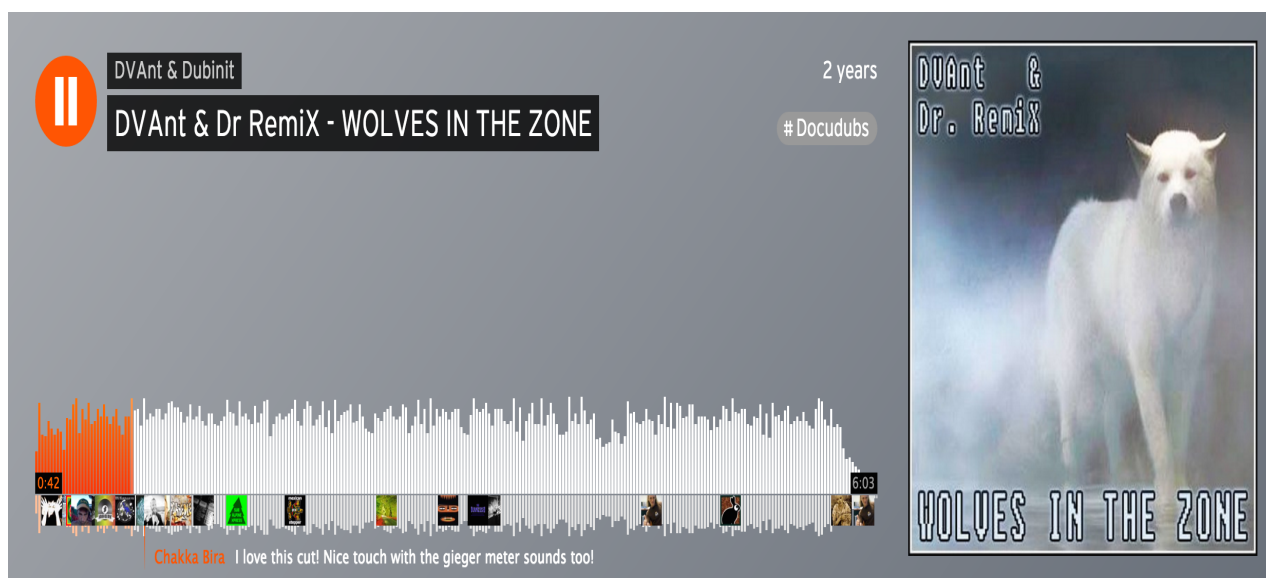 DVAnt & Dubinit
DVAnt & Dr RemiX - WOLVES IN THE ZONE
2 years
# Docudubs
0:42
6:03
Chakka Bira I love this cut! Nice touch with the gieger meter sounds too!
DVAnt &
Dr. RemiX
WOLVES IN THE ZONE